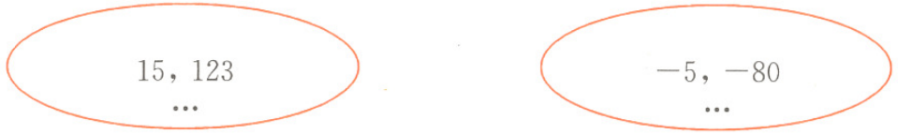 15, 123
…
−5, −80
…